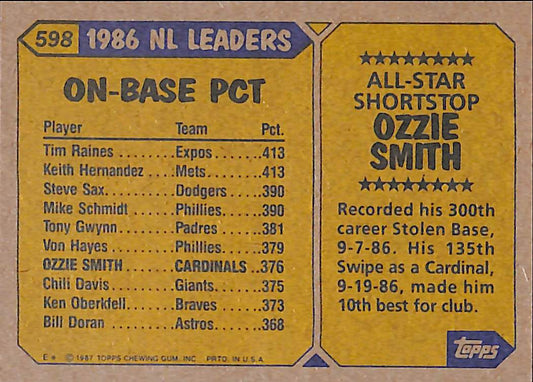 598 1986 NL LEADERS
ON-BASE PCT
Player Team Pct.
Tim Raines.......Expos....413
Keith Hernandez..Mets....413
Steve Sax.......Dodgers..390
Mike Schmidt.....Phillies...390
Tony Gwynn......Padres...381
Von Hayes.......Phillies...379
OZZIE SMITH......CARDINALS..376
Chili Davis.......Giants....375
Ken Oberkfell....Braves...373
Bill Doran........Astros....368
E* © 1987 TOPPS CHEWING GUM, INC. PRTD. IN U.S.A.
ALL-STAR
SHORTSTOP
OZZIE
SMITH
Recorded his 300th
career Stolen Base,
9-7-86. His 135th
Swipe as a Cardinal,
9-19-86, made him
10th best for club.
Topps